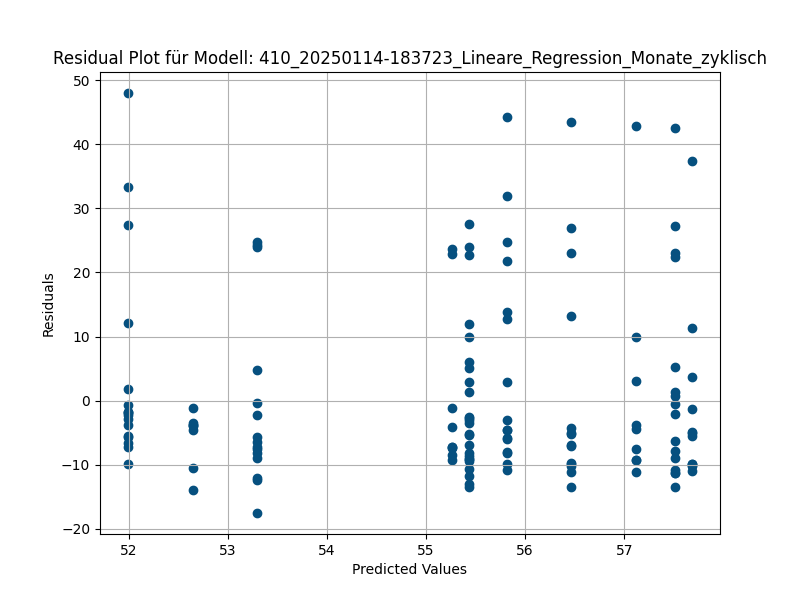 Residual Plot für Modell: 410_20250114-183723_Lineare_Regression_Monate_zyklisch
50
40
30
20
10
0
−10
−20
Residuals
52 53 54 55 56 57
Predicted Values